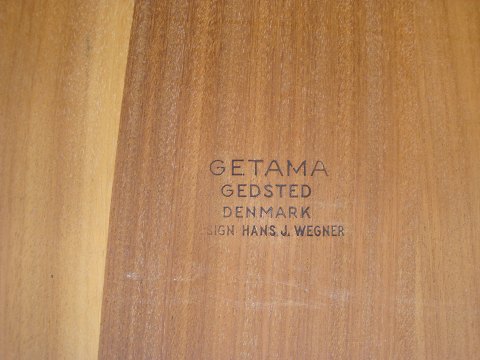 GETAMA
GEDSTED
DENMARK
SIGN HANS J. WEGNER